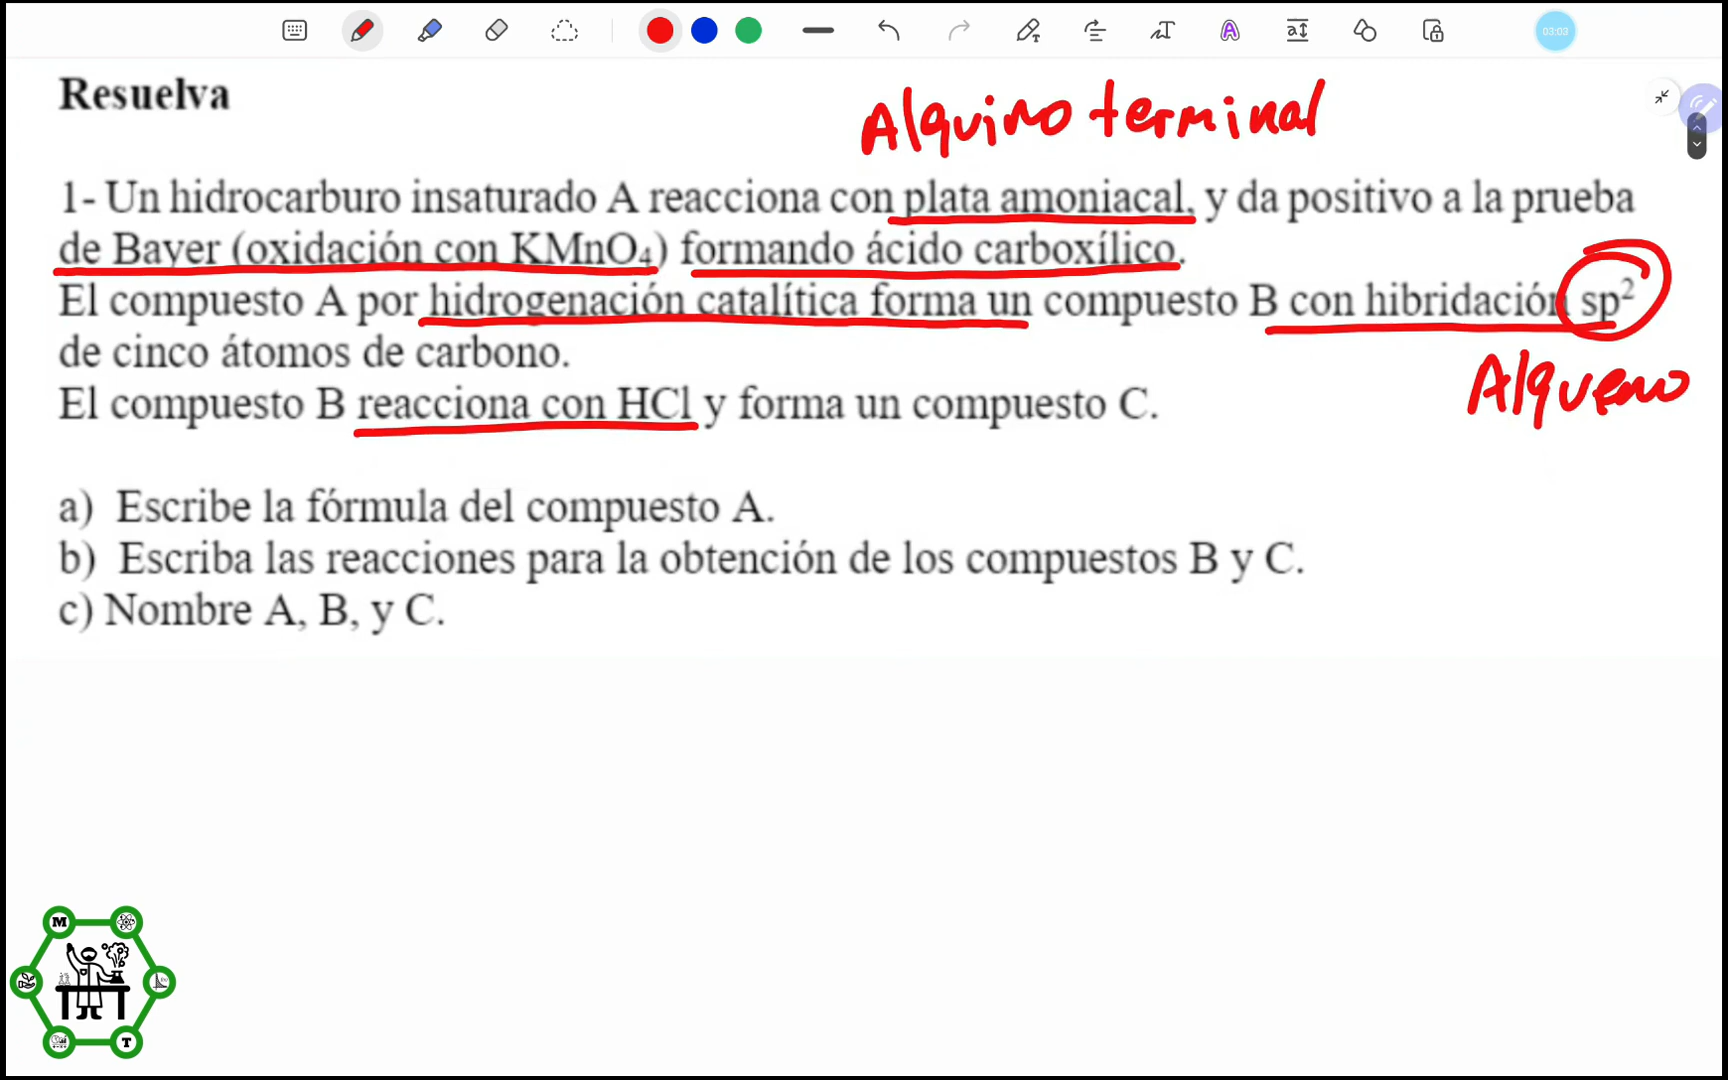 03:03
Resuelva
Alquino terminal
1- Un hidrocarburo insaturado A reacciona con plata amoniacal, y da positivo a la prueba
de Bayer (oxidación con KMnO₄) formando ácido carboxílico.
El compuesto A por hidrogenación catalítica forma un compuesto B con hibridación sp²
de cinco átomos de carbono.
Alqueno
El compuesto B reacciona con HCl y forma un compuesto C.
a) Escribe la fórmula del compuesto A.
b) Escriba las reacciones para la obtención de los compuestos B y C.
c) Nombre A, B, y C.
M
T